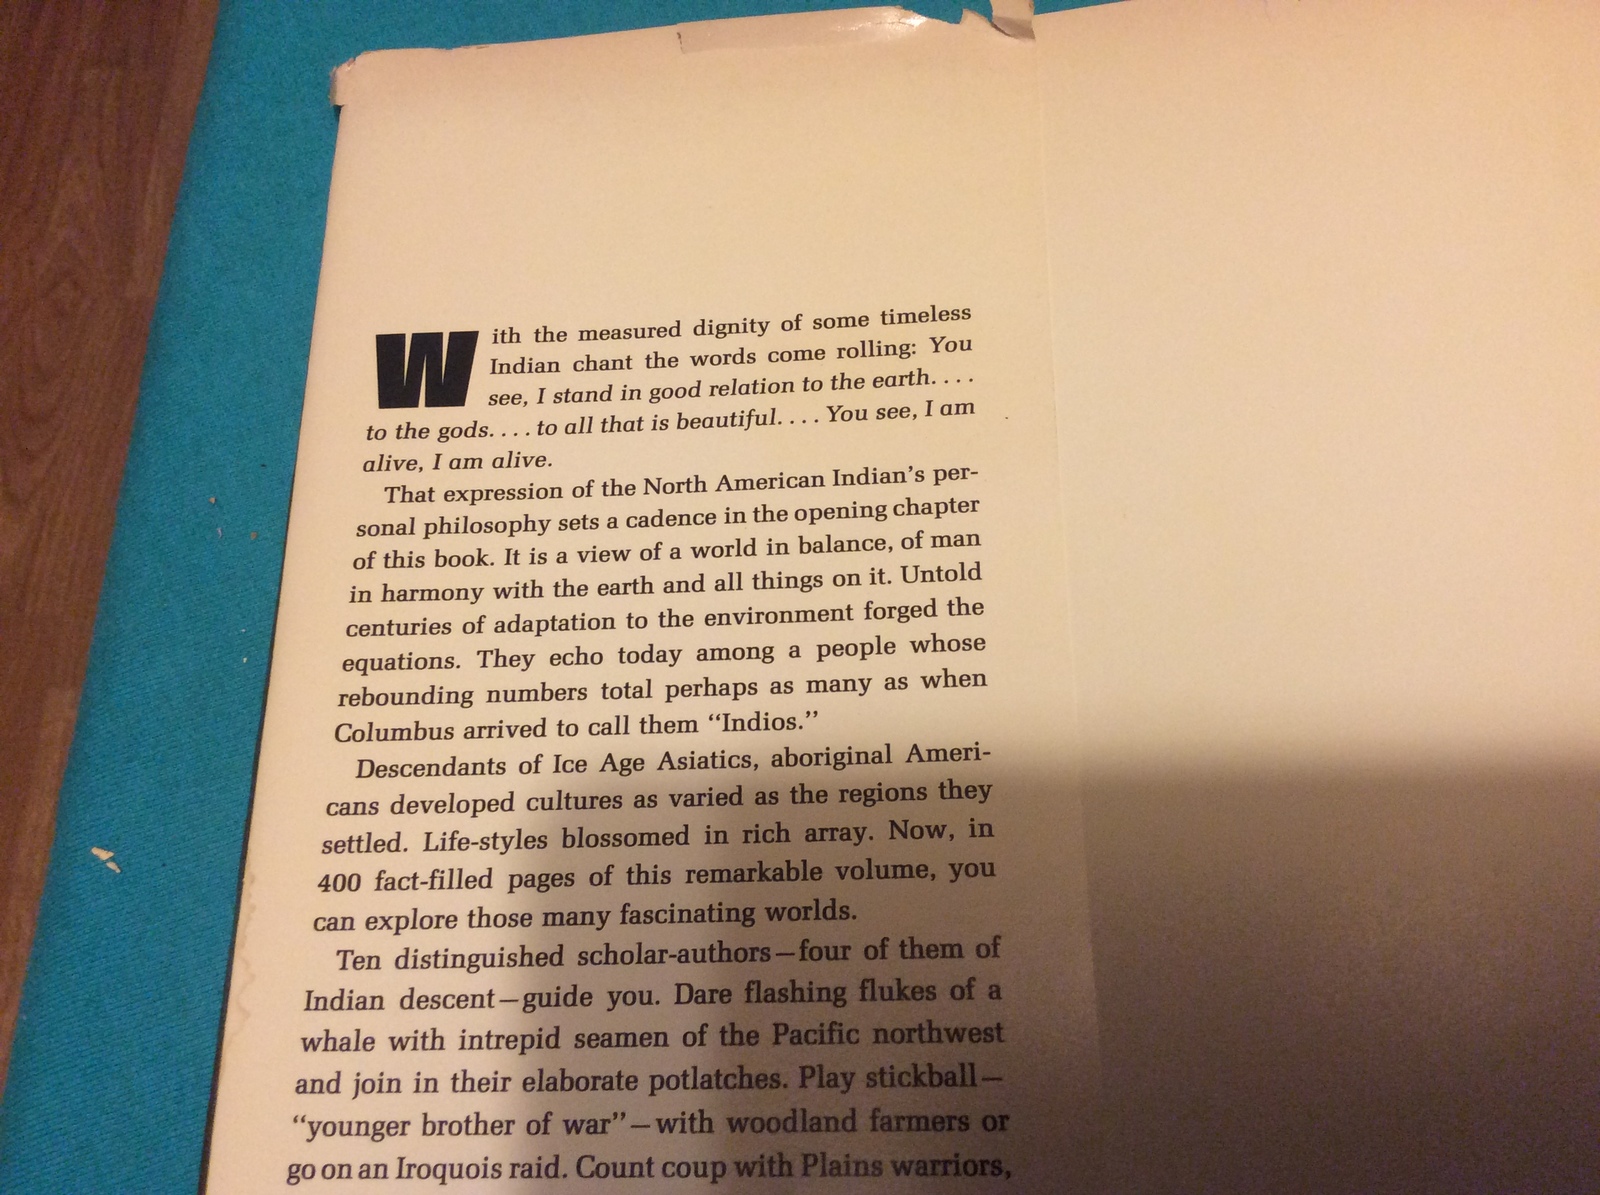 With the measured dignity of some timeless
Indian chant the words come rolling: You
see, I stand in good relation to the earth. . . .
to the gods. . . . to all that is beautiful. . . . You see, I am
alive, I am alive.
That expression of the North American Indian's per-
sonal philosophy sets a cadence in the opening chapter
of this book. It is a view of a world in balance, of man
in harmony with the earth and all things on it. Untold
centuries of adaptation to the environment forged the
equations. They echo today among a people whose
rebounding numbers total perhaps as many as when
Columbus arrived to call them “Indios.”
Descendants of Ice Age Asiatics, aboriginal Ameri-
cans developed cultures as varied as the regions they
settled. Life-styles blossomed in rich array. Now, in
400 fact-filled pages of this remarkable volume, you
can explore those many fascinating worlds.
Ten distinguished scholar-authors—four of them of
Indian descent—guide you. Dare flashing flukes of a
whale with intrepid seamen of the Pacific northwest
and join in their elaborate potlatches. Play stickball—
“younger brother of war”—with woodland farmers or
go on an Iroquois raid. Count coup with Plains warriors,